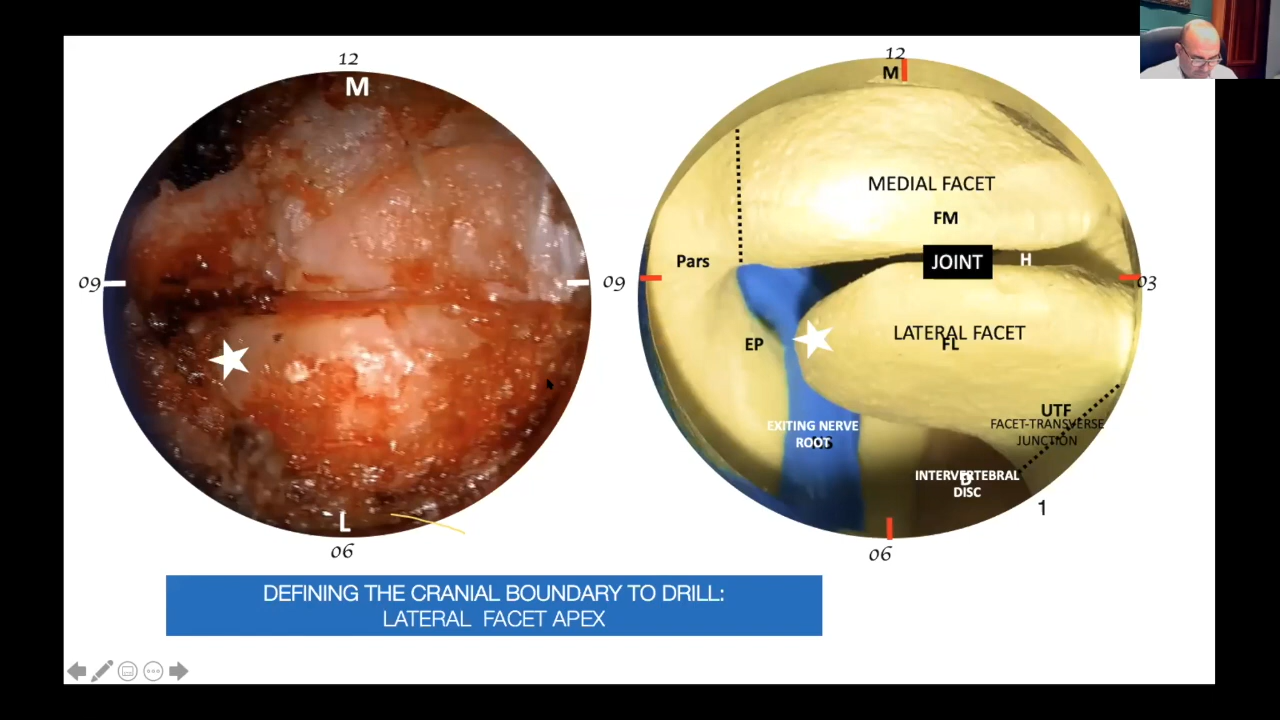 12
M
09
L
06
12
M
MEDIAL FACET
FM
Pars
JOINT
H
09
03
LATERAL FACET
FL
EP
UTF
FACET-TRANSVERSE
JUNCTION
EXITING NERVE
ROOT
INTERVERTEBRAL
D
DISC
1
06
DEFINING THE CRANIAL BOUNDARY TO DRILL:
LATERAL FACET APEX